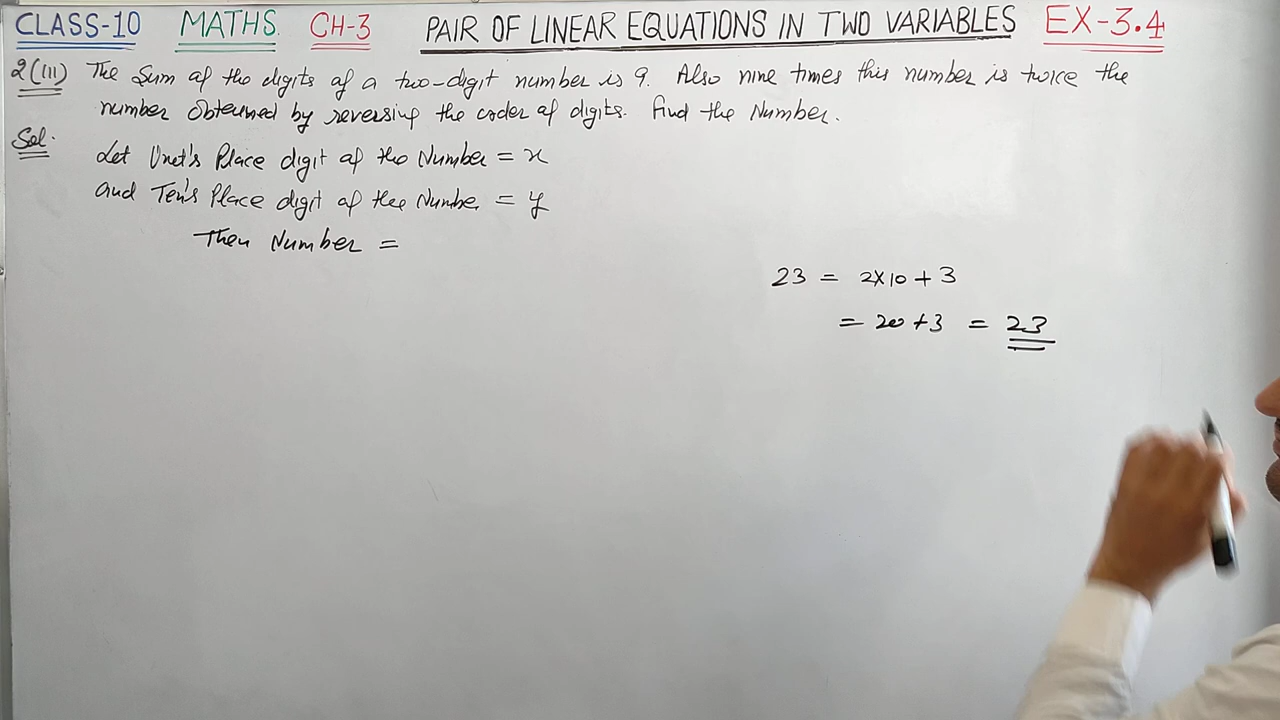 CLASS-10 MATHS CH-3 PAIR OF LINEAR EQUATIONS IN TWO VARIABLES EX-3.4
2(III) The Sum of the digits of a two-digit number is 9. Also nine times this number is twice the
number obtained by reversing the order of digits. Find the Number.
Sol.
Let Unit's Place digit of the Number = x
and Ten's Place digit of the Number = y
Then Number =
23 = 2X10 + 3
= 20 + 3 = 23